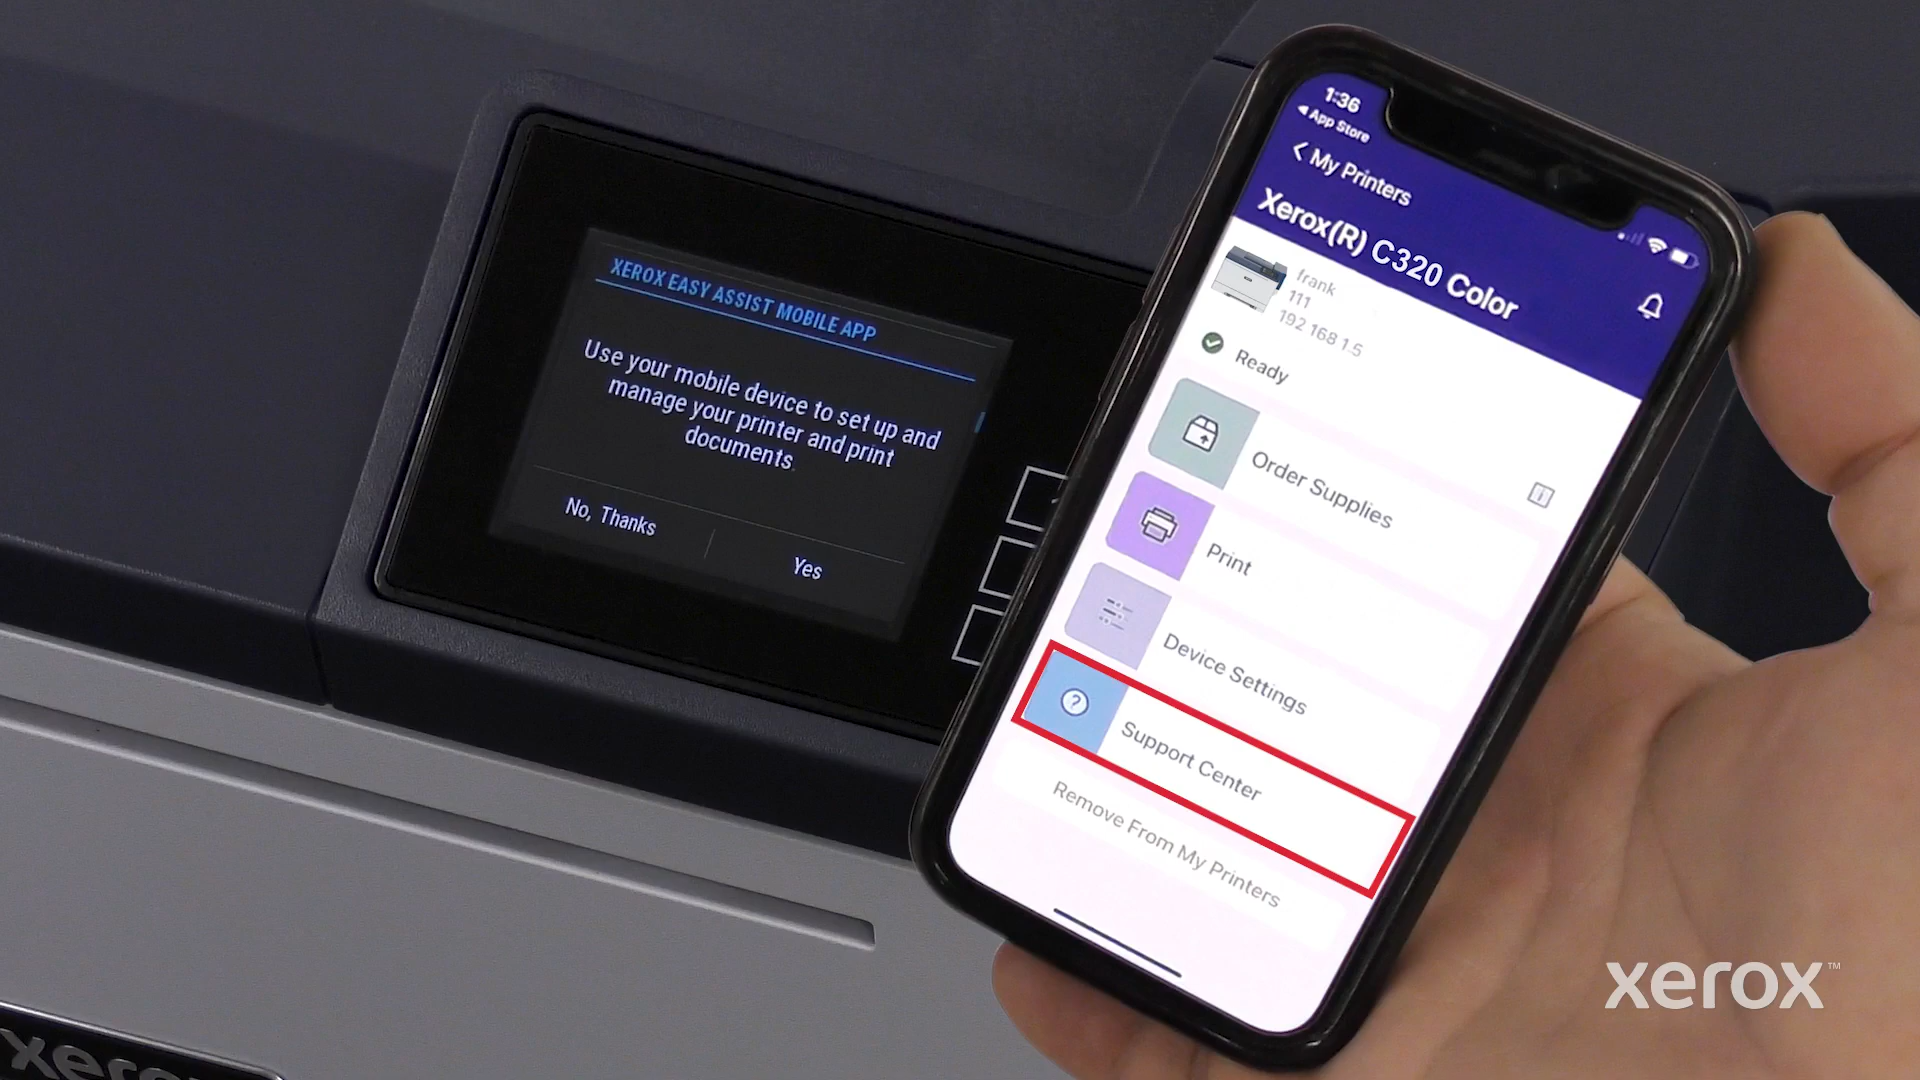 XEROX EASY ASSIST MOBILE APP
Use your mobile device to set up and
manage your printer and print
documents.
No, Thanks
Yes
1:36
App Store
My Printers
Xerox(R) C320 Color
frank
111
192 168 1.5
Ready
Order Supplies
Print
Device Settings
Support Center
Remove From My Printers
xerox™
xerox